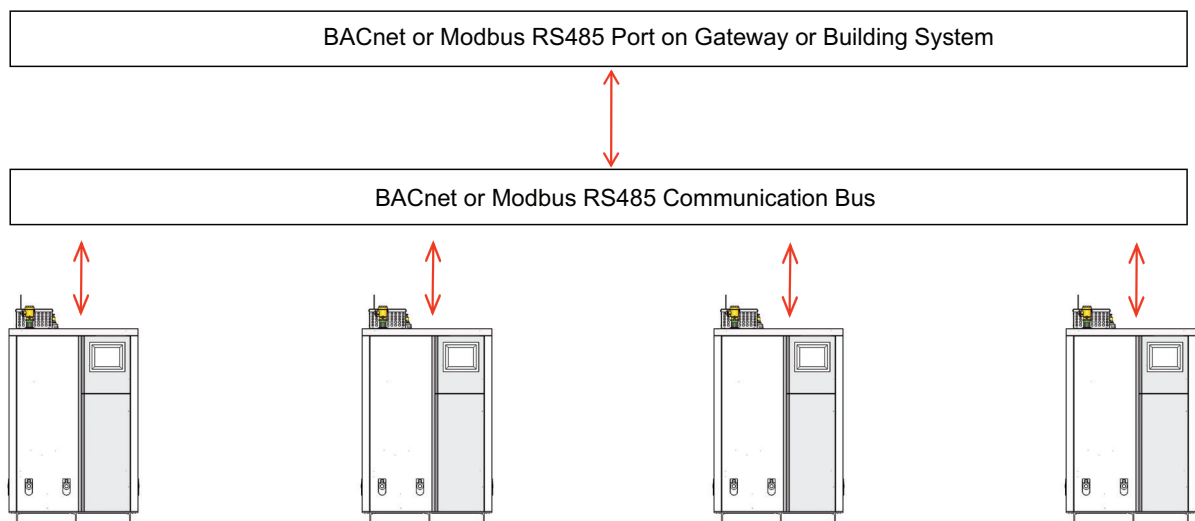 BACnet or Modbus RS485 Port on Gateway or Building System
BACnet or Modbus RS485 Communication Bus